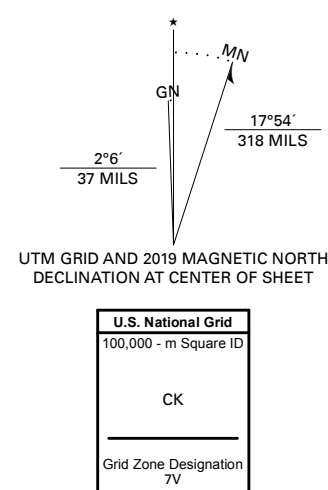 ★
MN
GN
17°54´
318 MILS
2°6´
37 MILS
UTM GRID AND 2019 MAGNETIC NORTH
DECLINATION AT CENTER OF SHEET
U.S. National Grid
100,000 - m Square ID
CK
Grid Zone Designation
7V